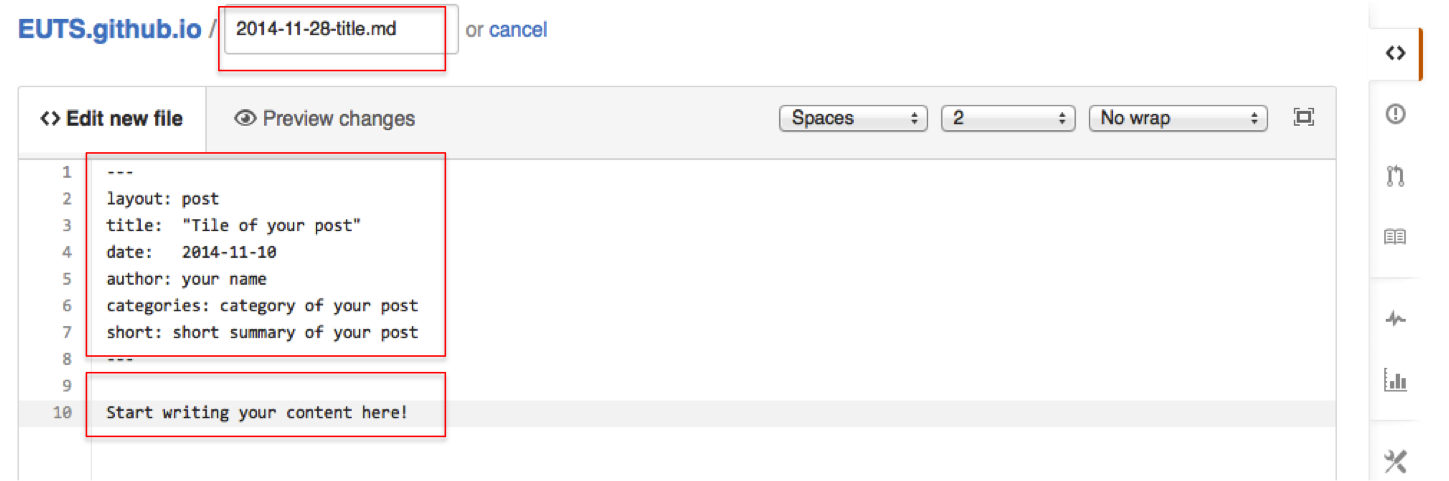 EUTS.github.io / 2014-11-28-title.md or cancel
<> Edit new file Preview changes Spaces 2 No wrap
1 ---
2 layout: post
3 title:  "Tile of your post"
4 date:   2014-11-10
5 author: your name
6 categories: category of your post
7 short: short summary of your post
8 ---
9
10 Start writing your content here!